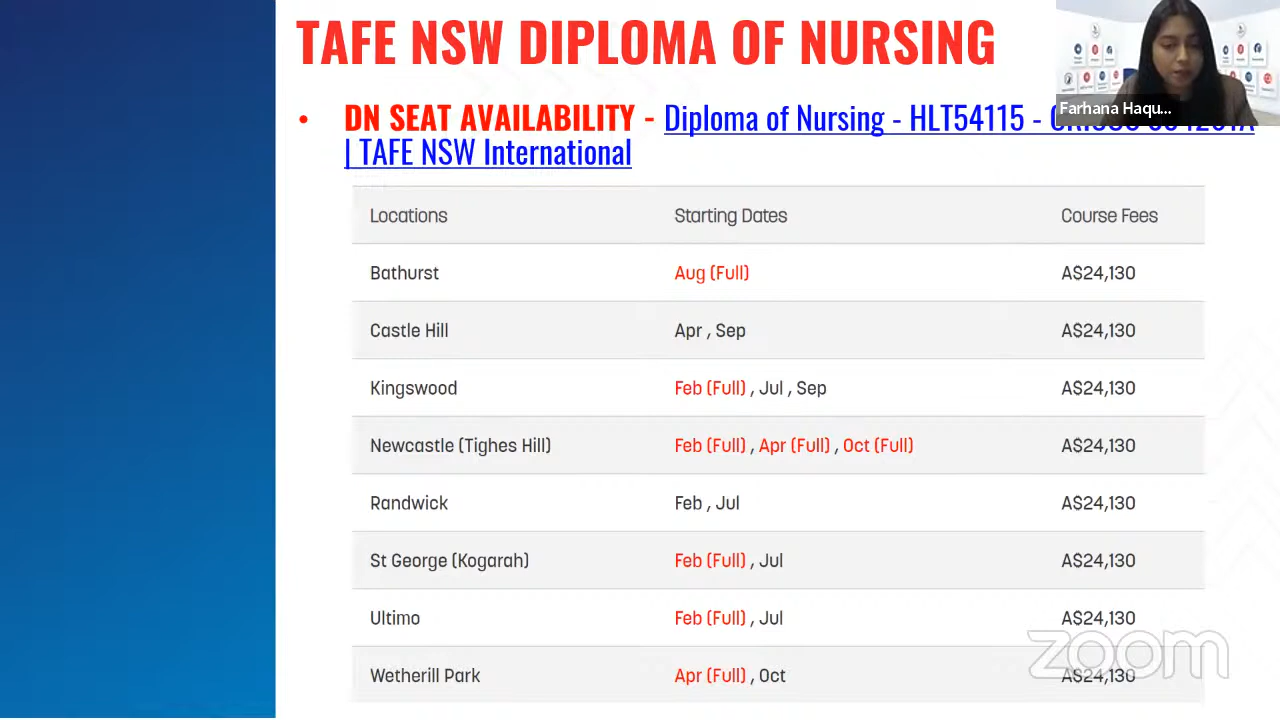 TAFE NSW DIPLOMA OF NURSING
Farhana Haqu...
• DN SEAT AVAILABILITY - Diploma of Nursing - HLT54115 -
| TAFE NSW International
Locations Starting Dates Course Fees
Bathurst Aug (Full) A$24,130
Castle Hill Apr , Sep A$24,130
Kingswood Feb (Full) , Jul , Sep A$24,130
Newcastle (Tighes Hill) Feb (Full) , Apr (Full) , Oct (Full) A$24,130
Randwick Feb , Jul A$24,130
St George (Kogarah) Feb (Full) , Jul A$24,130
Ultimo Feb (Full) , Jul A$24,130
Wetherill Park Apr (Full) , Oct A$24,130
zoom